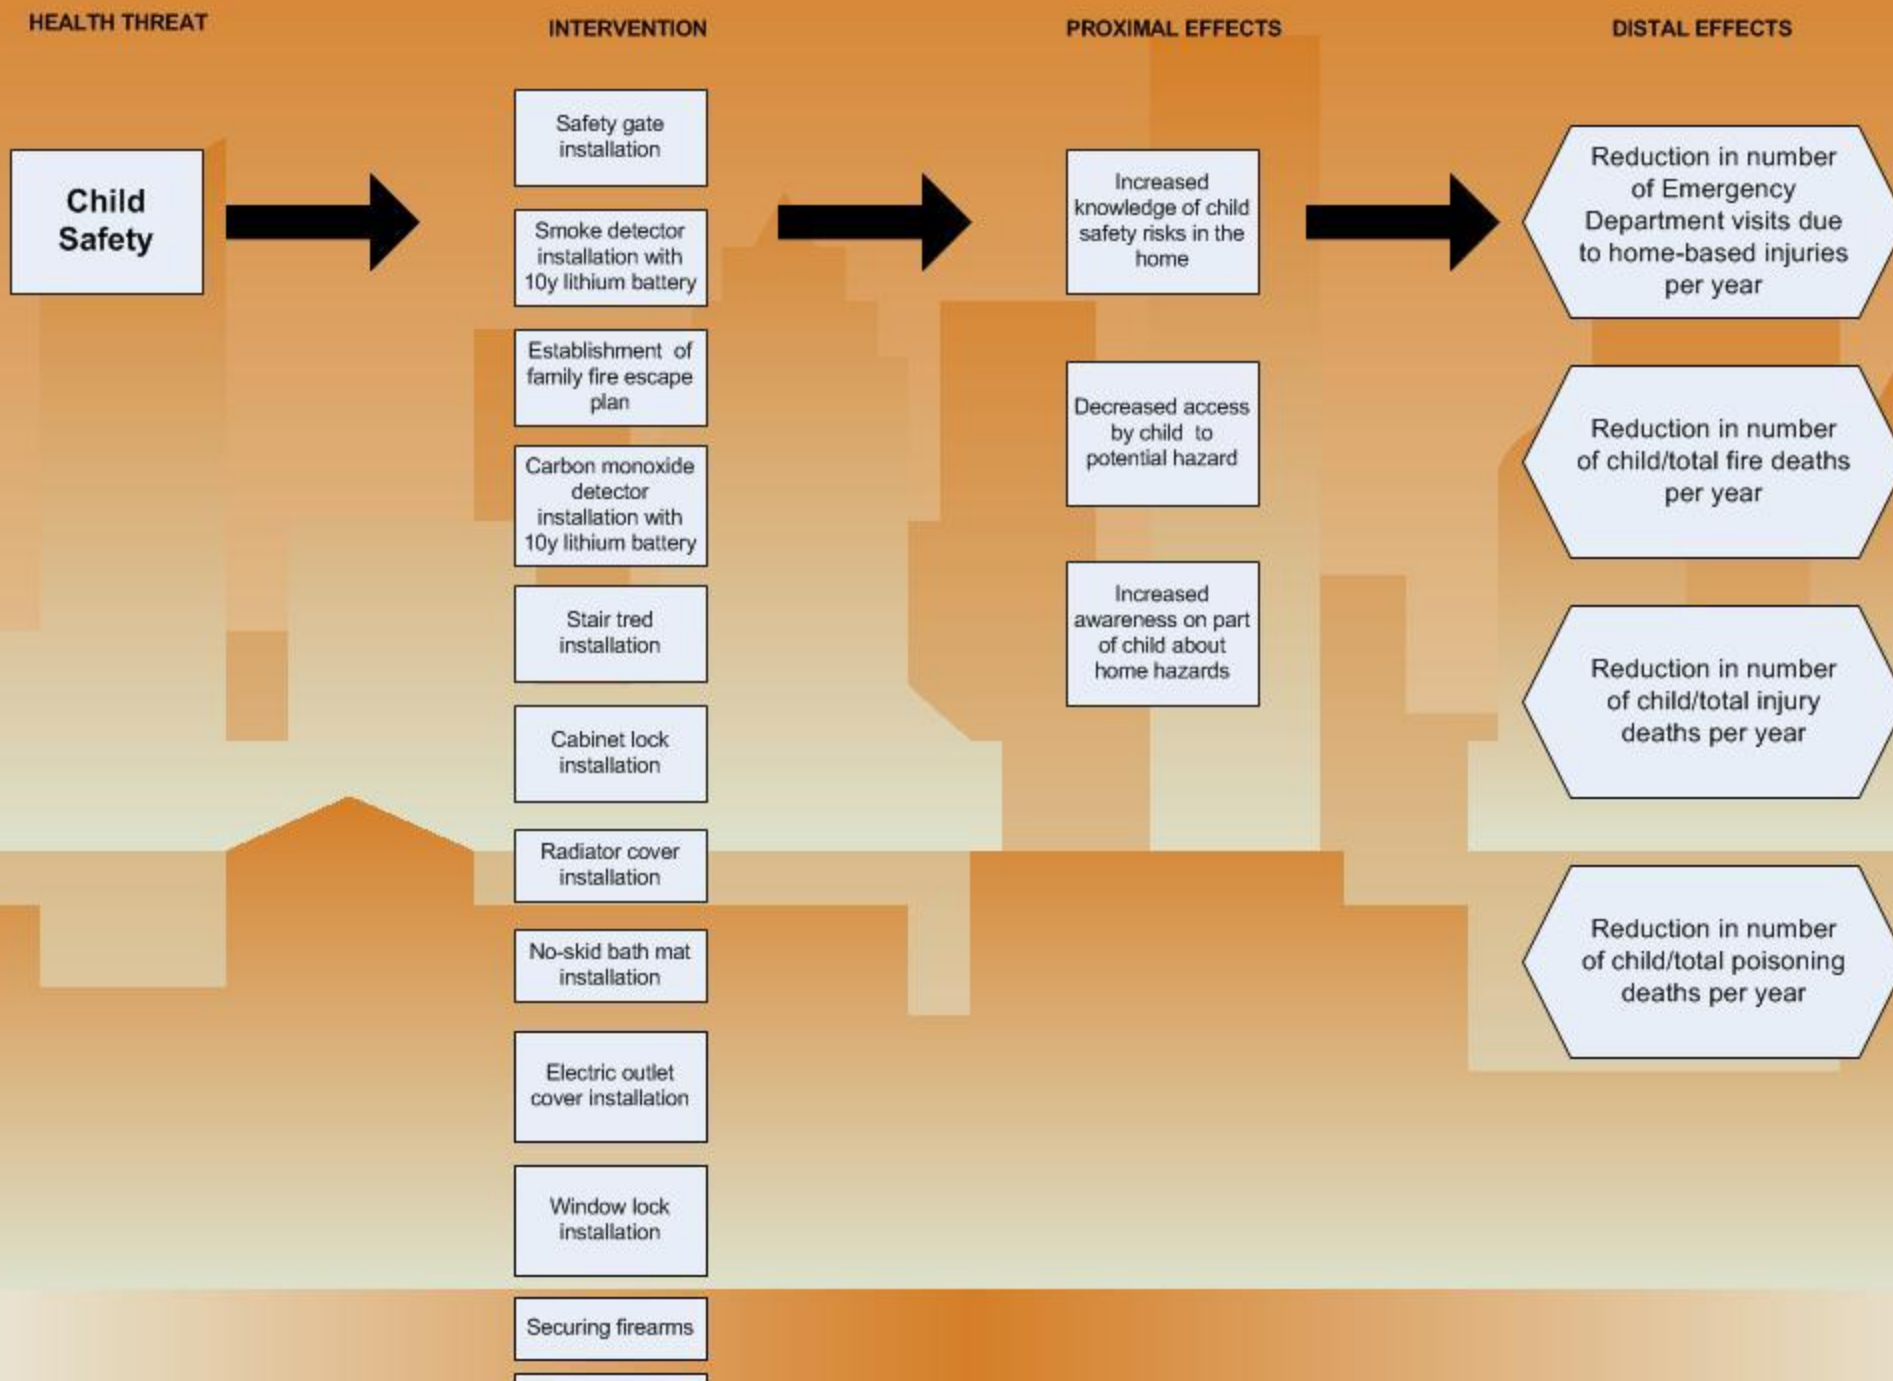 HEALTH THREAT
INTERVENTION
PROXIMAL EFFECTS
DISTAL EFFECTS
Child
Safety
Safety gate
installation
Smoke detector
installation with
10y lithium battery
Establishment of
family fire escape
plan
Carbon monoxide
detector
installation with
10y lithium battery
Stair tred
installation
Cabinet lock
installation
Radiator cover
installation
No-skid bath mat
installation
Electric outlet
cover installation
Window lock
installation
Securing firearms
Increased
knowledge of child
safety risks in the
home
Decreased access
by child to
potential hazard
Increased
awareness on part
of child about
home hazards
Reduction in number
of Emergency
Department visits due
to home-based injuries
per year
Reduction in number
of child/total fire deaths
per year
Reduction in number
of child/total injury
deaths per year
Reduction in number
of child/total poisoning
deaths per year